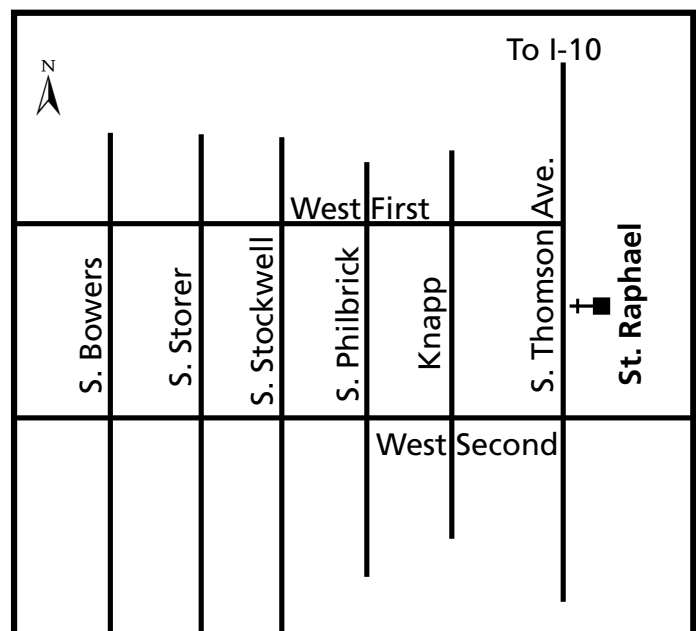 To I-10
N
West First
S. Bowers
S. Storer
S. Stockwell
S. Philbrick
Knapp
S. Thomson Ave.
St. Raphael
West Second